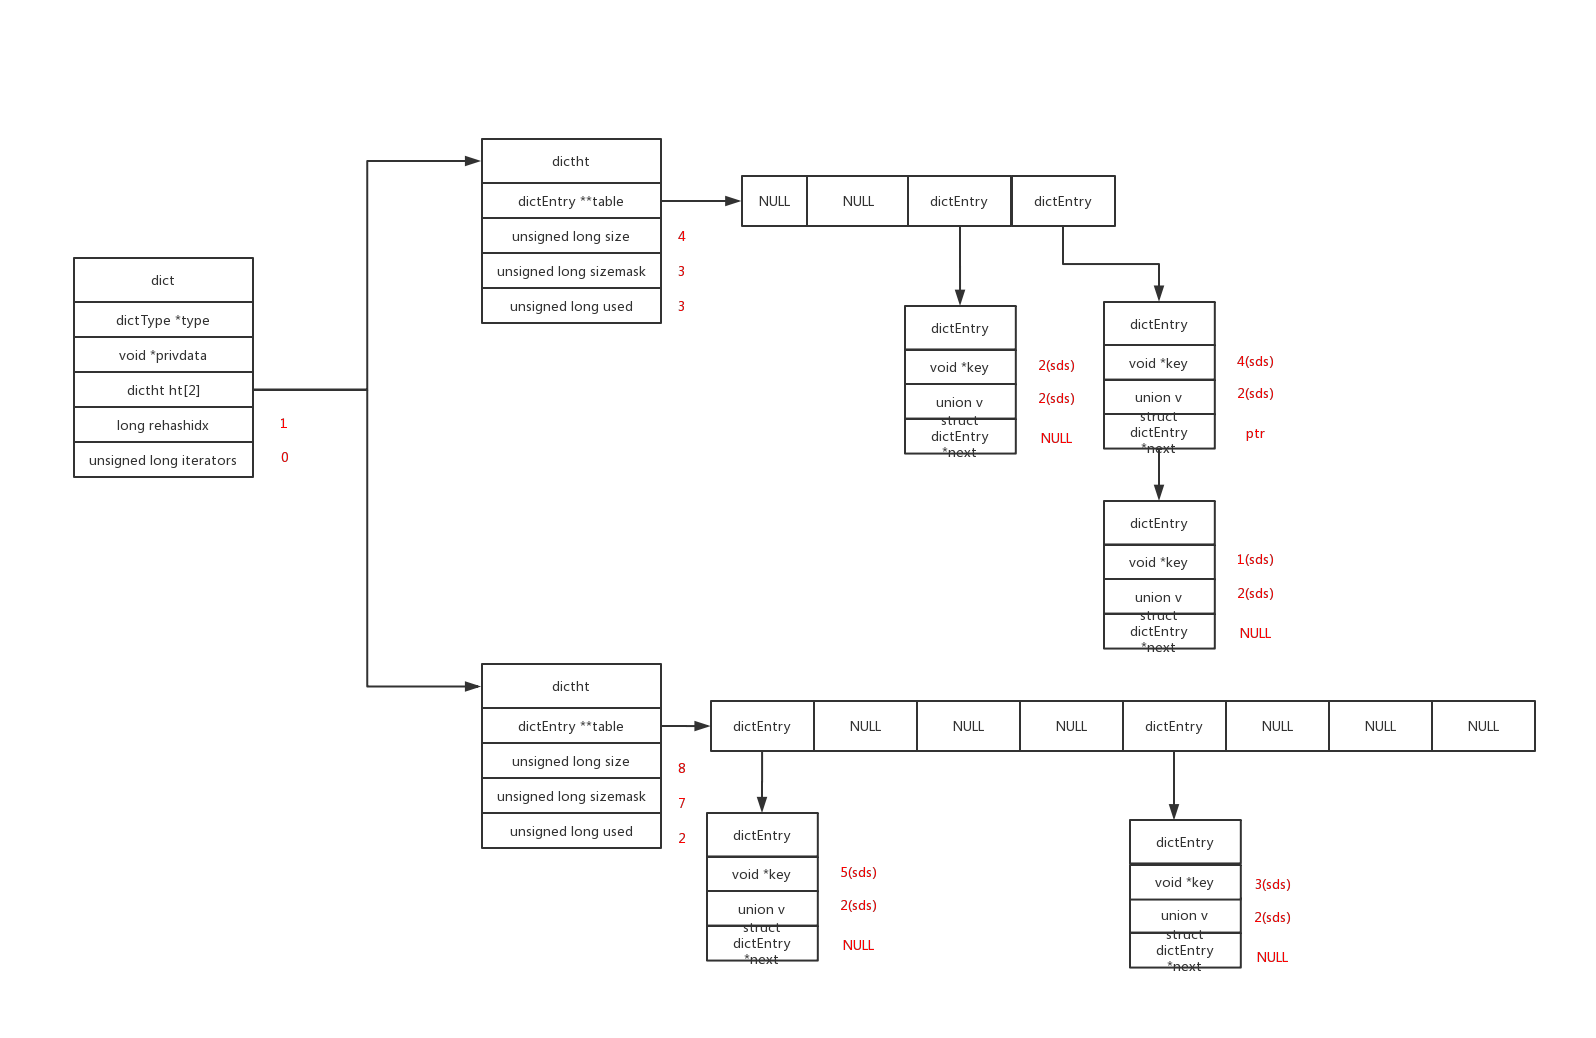 dict
dictType *type
void *privdata
dictht ht[2]
long rehashidx
1
unsigned long iterators
0
dictht
dictEntry **table
unsigned long size
4
unsigned long sizemask
3
unsigned long used
3
NULL
NULL
dictEntry
dictEntry
dictEntry
void *key
2(sds)
union v
2(sds)
struct
dictEntry
*next
NULL
dictEntry
void *key
4(sds)
union v
2(sds)
struct
dictEntry
*next
ptr
dictEntry
void *key
1(sds)
union v
2(sds)
struct
dictEntry
*next
NULL
dictht
dictEntry **table
unsigned long size
8
unsigned long sizemask
7
unsigned long used
2
dictEntry
NULL
NULL
NULL
dictEntry
NULL
NULL
NULL
dictEntry
void *key
5(sds)
union v
2(sds)
struct
dictEntry
*next
NULL
dictEntry
void *key
3(sds)
union v
2(sds)
struct
dictEntry
*next
NULL